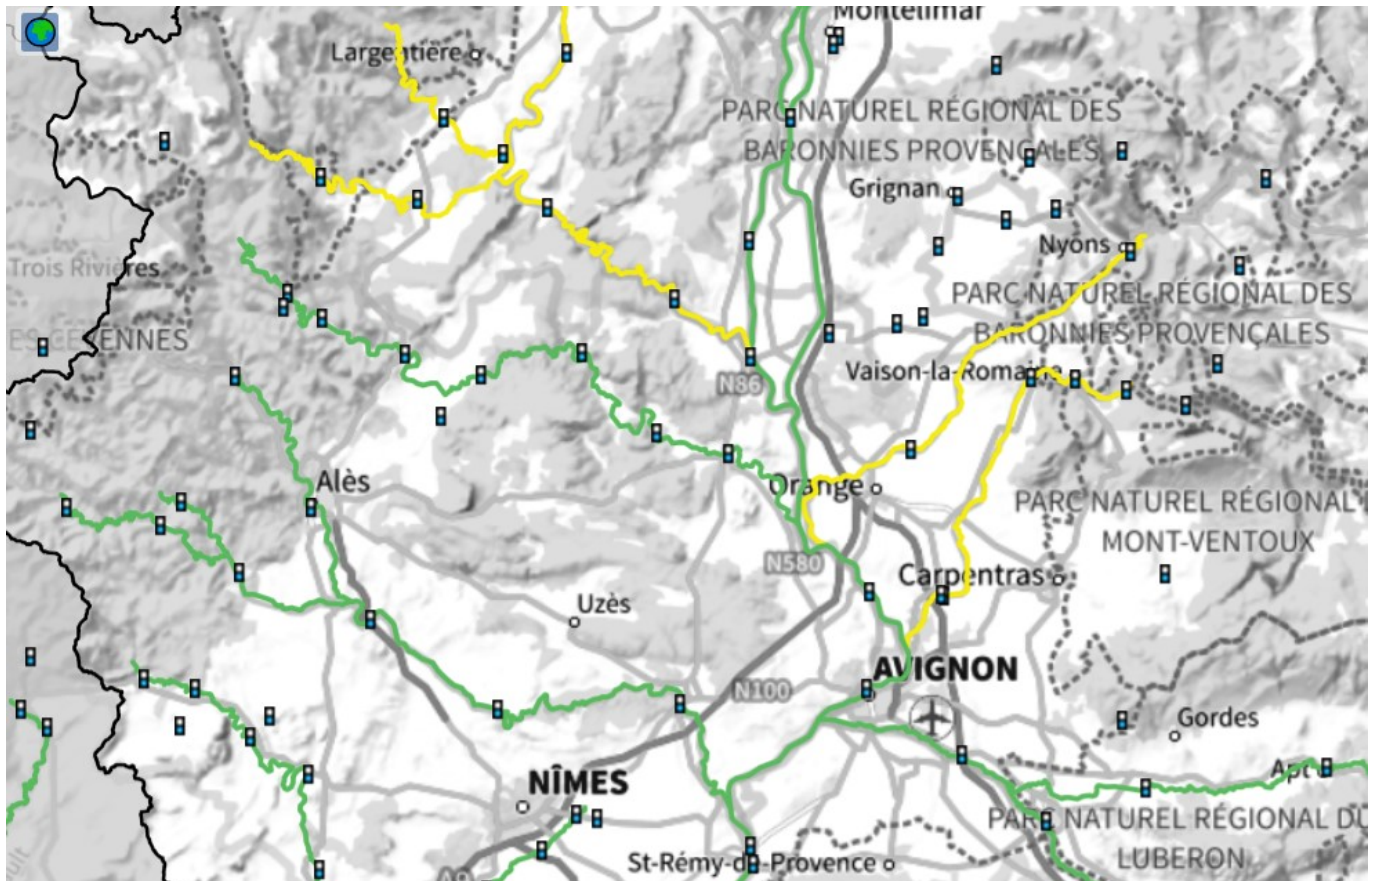 Montélimar
Largentière
PARC NATUREL RÉGIONAL DES
BARONNIES PROVENÇALES
Grignan
Nyons
Trois Rivières
PARC NATUREL RÉGIONAL DES
BARONNIES PROVENÇALES
ES CÉVENNES
Vaison-la-Romaine
N86
Alès
Orange
PARC NATUREL RÉGIONAL
MONT-VENTOUX
N580
Carpentras
Uzès
AVIGNON
N100
Gordes
NÎMES
Apt
PARC NATUREL RÉGIONAL DU
LUBERON
St-Rémy-de-Provence
A9